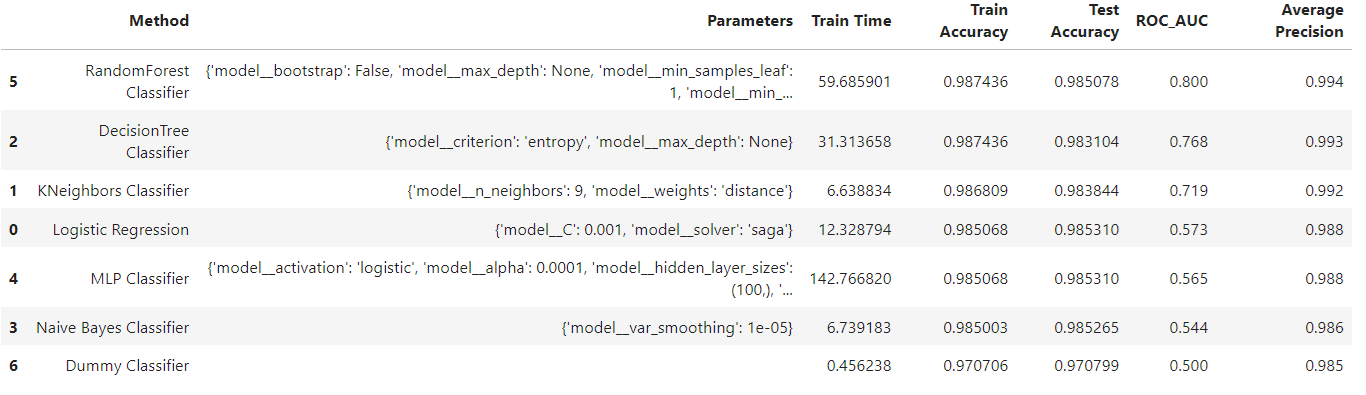 Method Parameters Train Time Train Accuracy Test Accuracy ROC_AUC Average Precision
5 RandomForest Classifier {'model__bootstrap': False, 'model__max_depth': None, 'model__min_samples_leaf': 1, 'model__min_... 59.685901 0.987436 0.985078 0.800 0.994
2 DecisionTree Classifier {'model__criterion': 'entropy', 'model__max_depth': None} 31.313658 0.987436 0.983104 0.768 0.993
1 KNeighbors Classifier {'model__n_neighbors': 9, 'model__weights': 'distance'} 6.638834 0.986809 0.983844 0.719 0.992
0 Logistic Regression {'model__C': 0.001, 'model__solver': 'saga'} 12.328794 0.985068 0.985310 0.573 0.988
4 MLP Classifier {'model__activation': 'logistic', 'model__alpha': 0.0001, 'model__hidden_layer_sizes': (100,), '... 142.766820 0.985068 0.985310 0.565 0.988
3 Naive Bayes Classifier {'model__var_smoothing': 1e-05} 6.739183 0.985003 0.985265 0.544 0.986
6 Dummy Classifier 0.456238 0.970706 0.970799 0.500 0.985